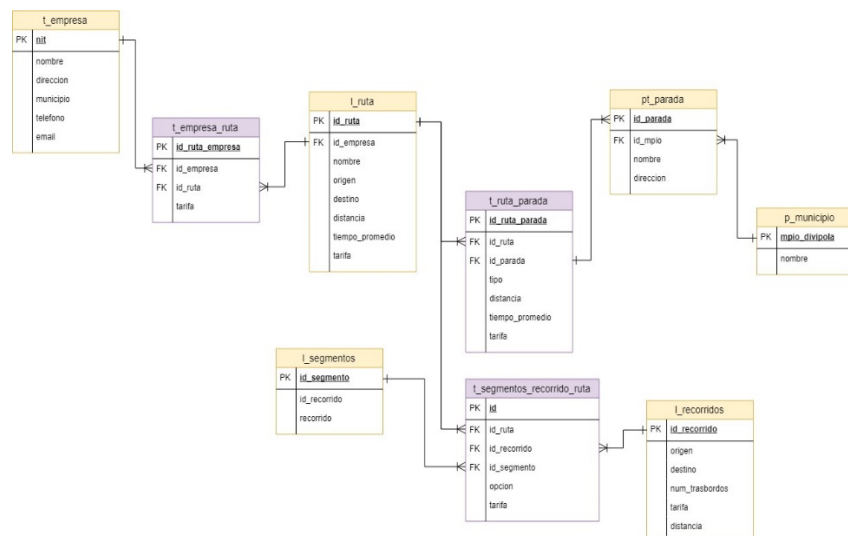 t_empresa
PK nit
nombre
direccion
municipio
telefono
email
t_empresa_ruta
PK id_ruta_empresa
FK id_empresa
FK id_ruta
tarifa
l_ruta
PK id_ruta
FK id_empresa
nombre
origen
destino
distancia
tiempo_promedio
tarifa
pt_parada
PK id_parada
FK id_mpio
nombre
direccion
t_ruta_parada
PK id_ruta_parada
FK id_ruta
FK id_parada
tipo
distancia
tiempo_promedio
tarifa
p_municipio
PK mpio_divipola
nombre
l_segmentos
PK id_segmento
id_recorrido
recorrido
t_segmentos_recorrido_ruta
PK id
FK id_ruta
FK id_recorrido
FK id_segmento
opcion
tarifa
l_recorridos
PK id_recorrido
origen
destino
num_trasbordos
tarifa
distancia